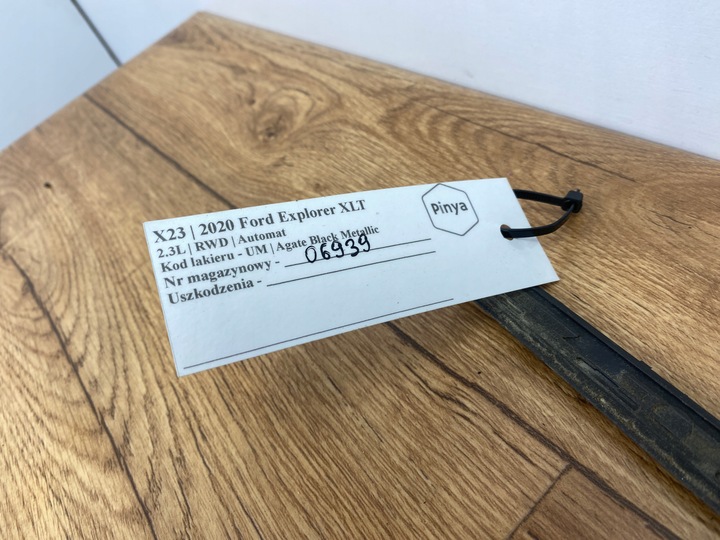 X23 | 2020 Ford Explorer XLT
2.3L | RWD | Automat
Kod lakieru - UM | Agate Black Metallic
Nr magazynowy - 06939
Uszkodzenia -
Pinya